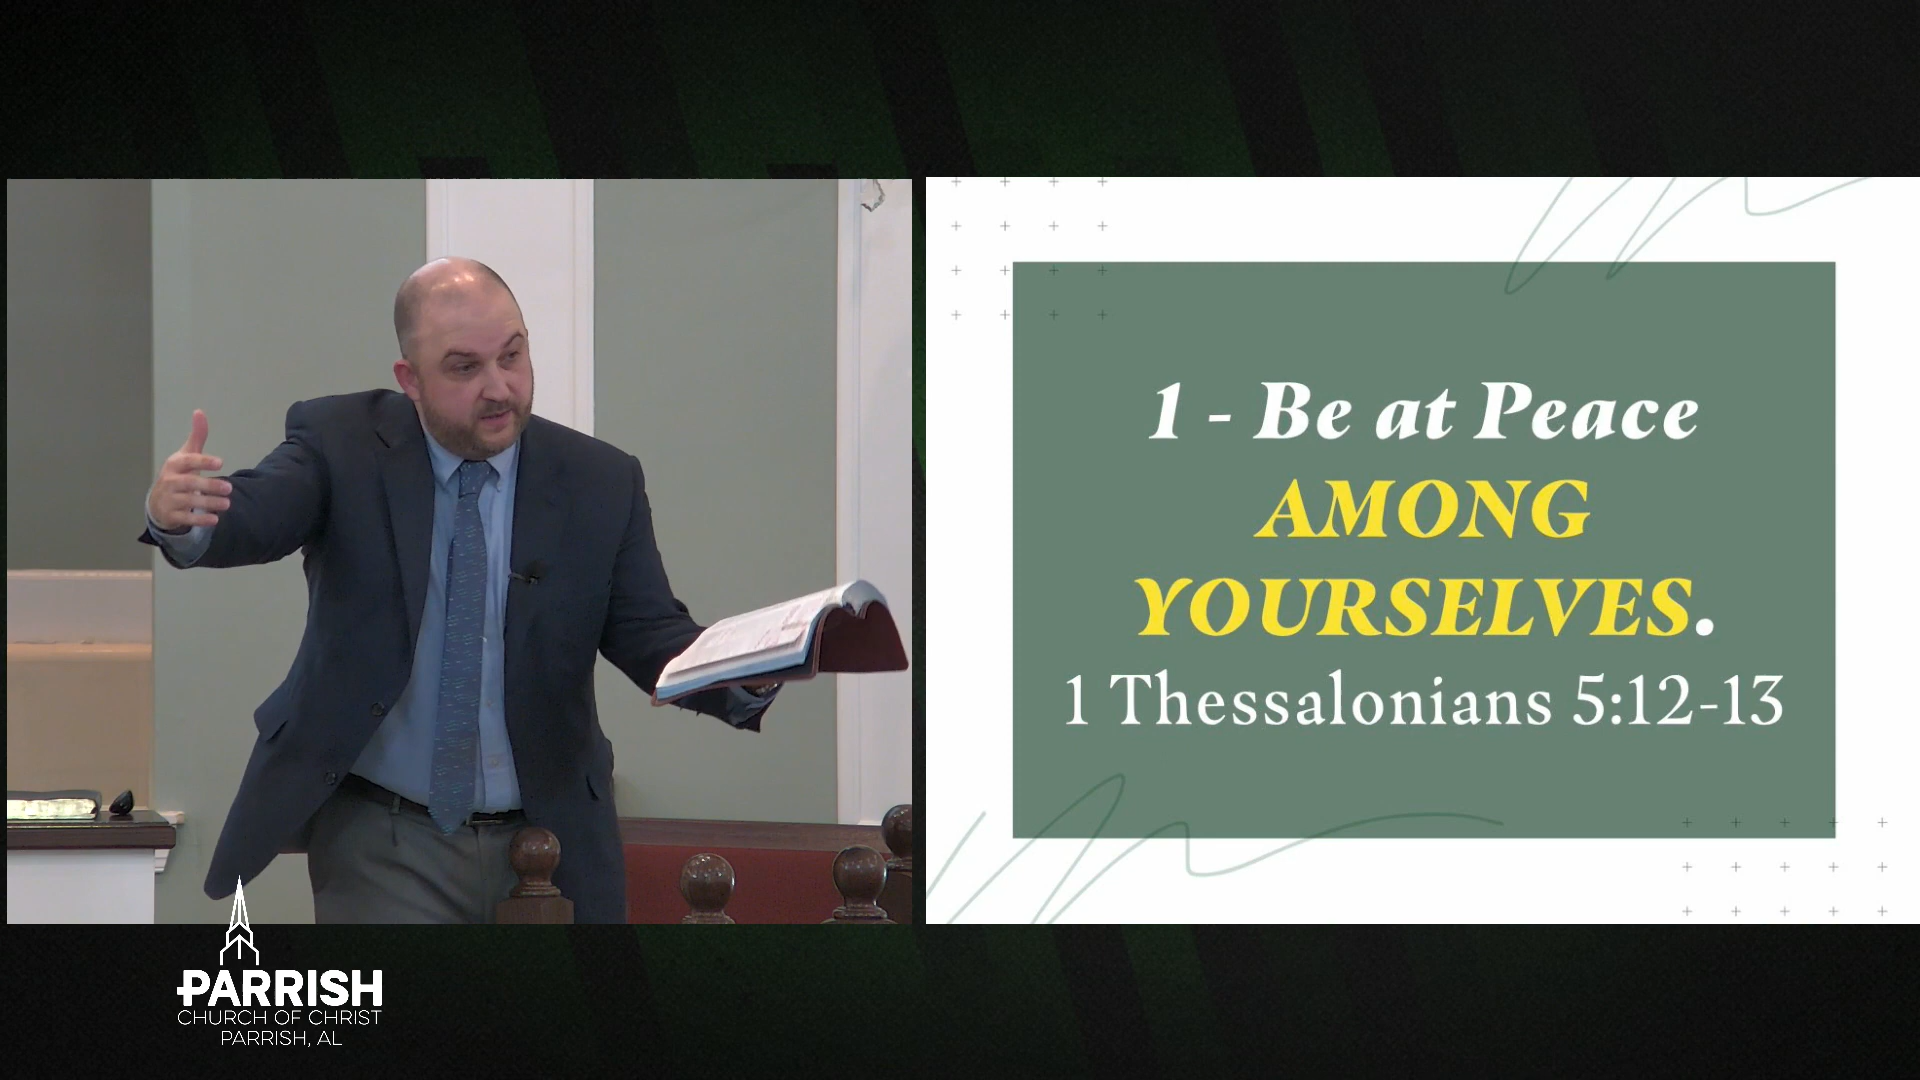 1 - Be at Peace
AMONG
YOURSELVES.
1 Thessalonians 5:12-13
PARRISH
CHURCH OF CHRIST
PARRISH, AL